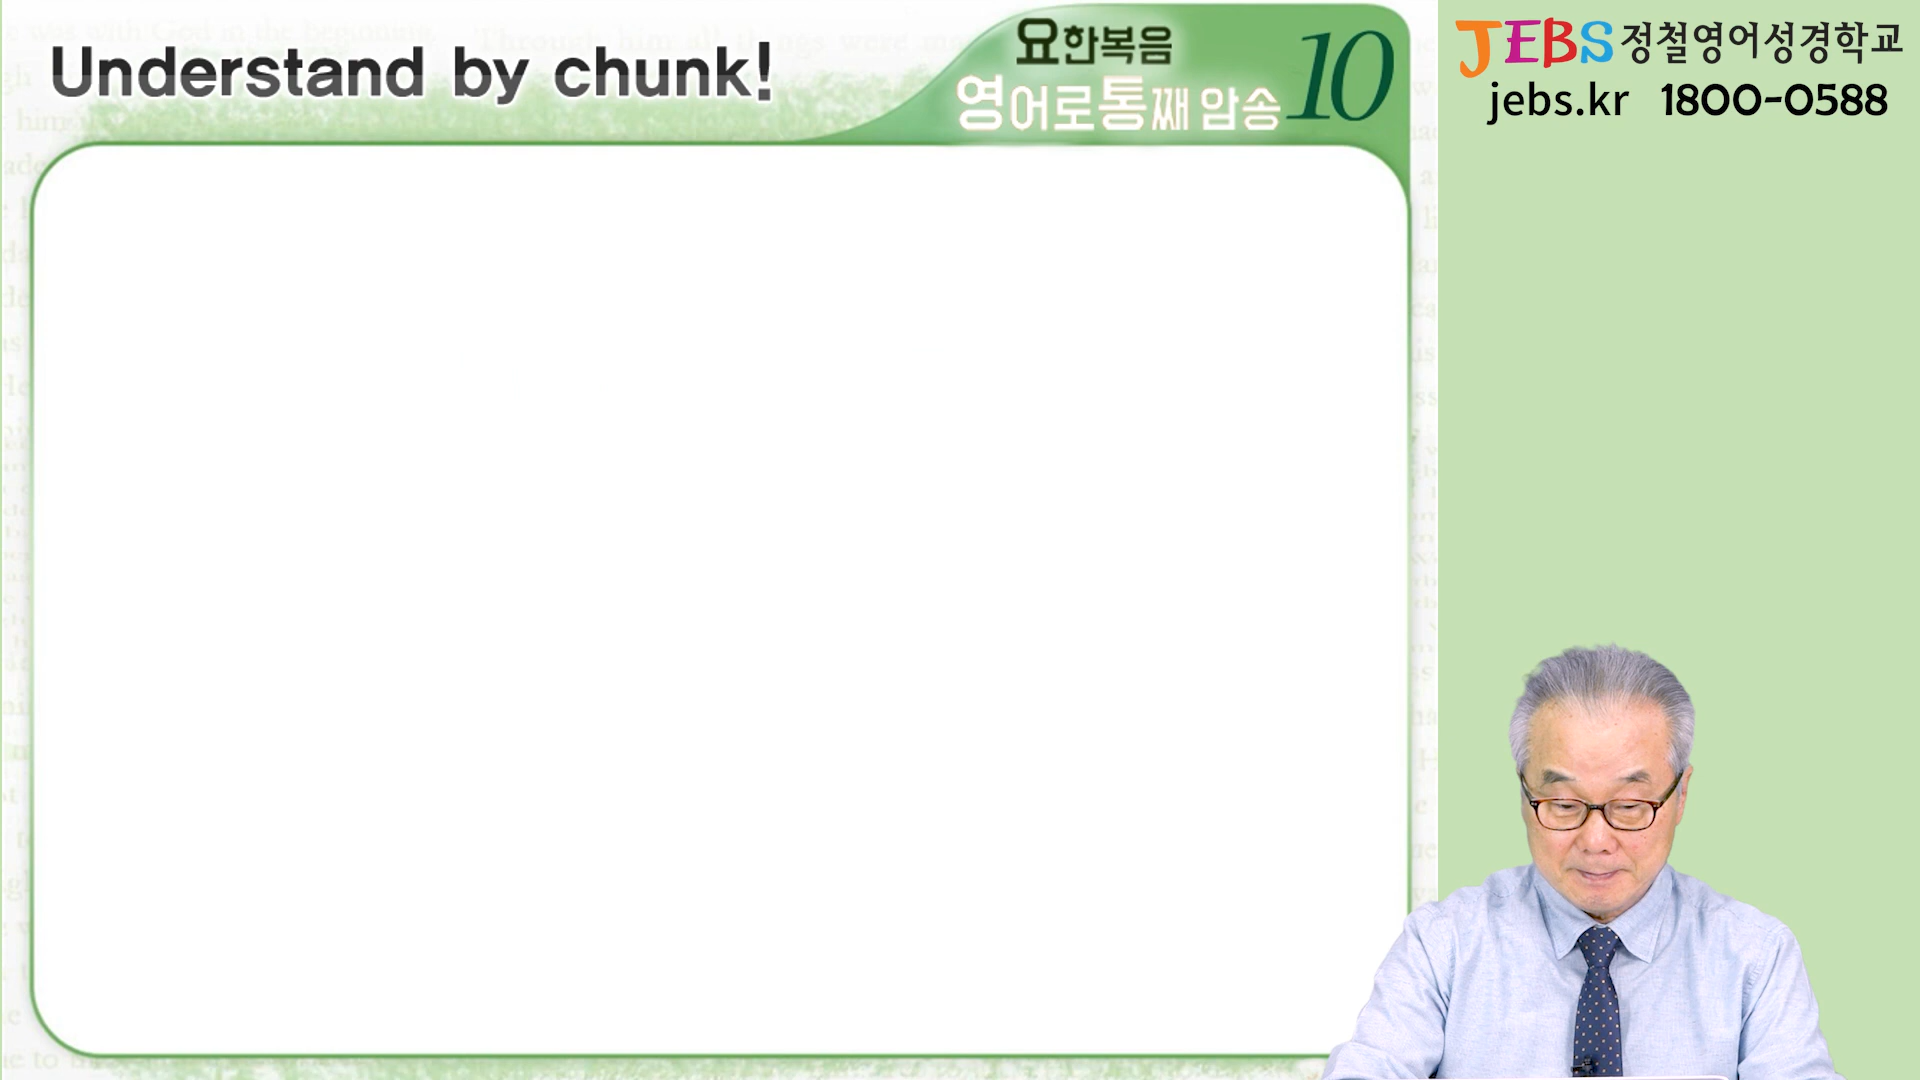 Understand by chunk!
요한복음
영어로통째 암송 10
JEBS 정철영어성경학교
jebs.kr 1800-0588